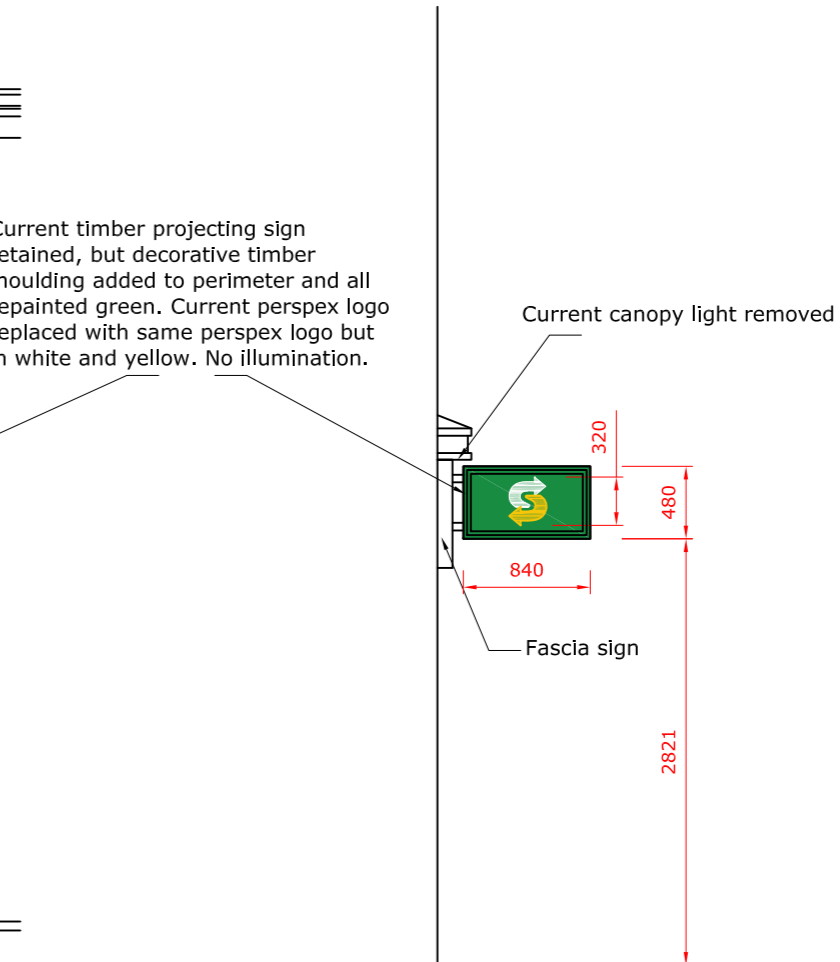 Current timber projecting sign
etained, but decorative timber
moulding added to perimeter and all
epainted green. Current perspex logo
eplaced with same perspex logo but
n white and yellow. No illumination.
Current canopy light removed
320
480
840
Fascia sign
2821